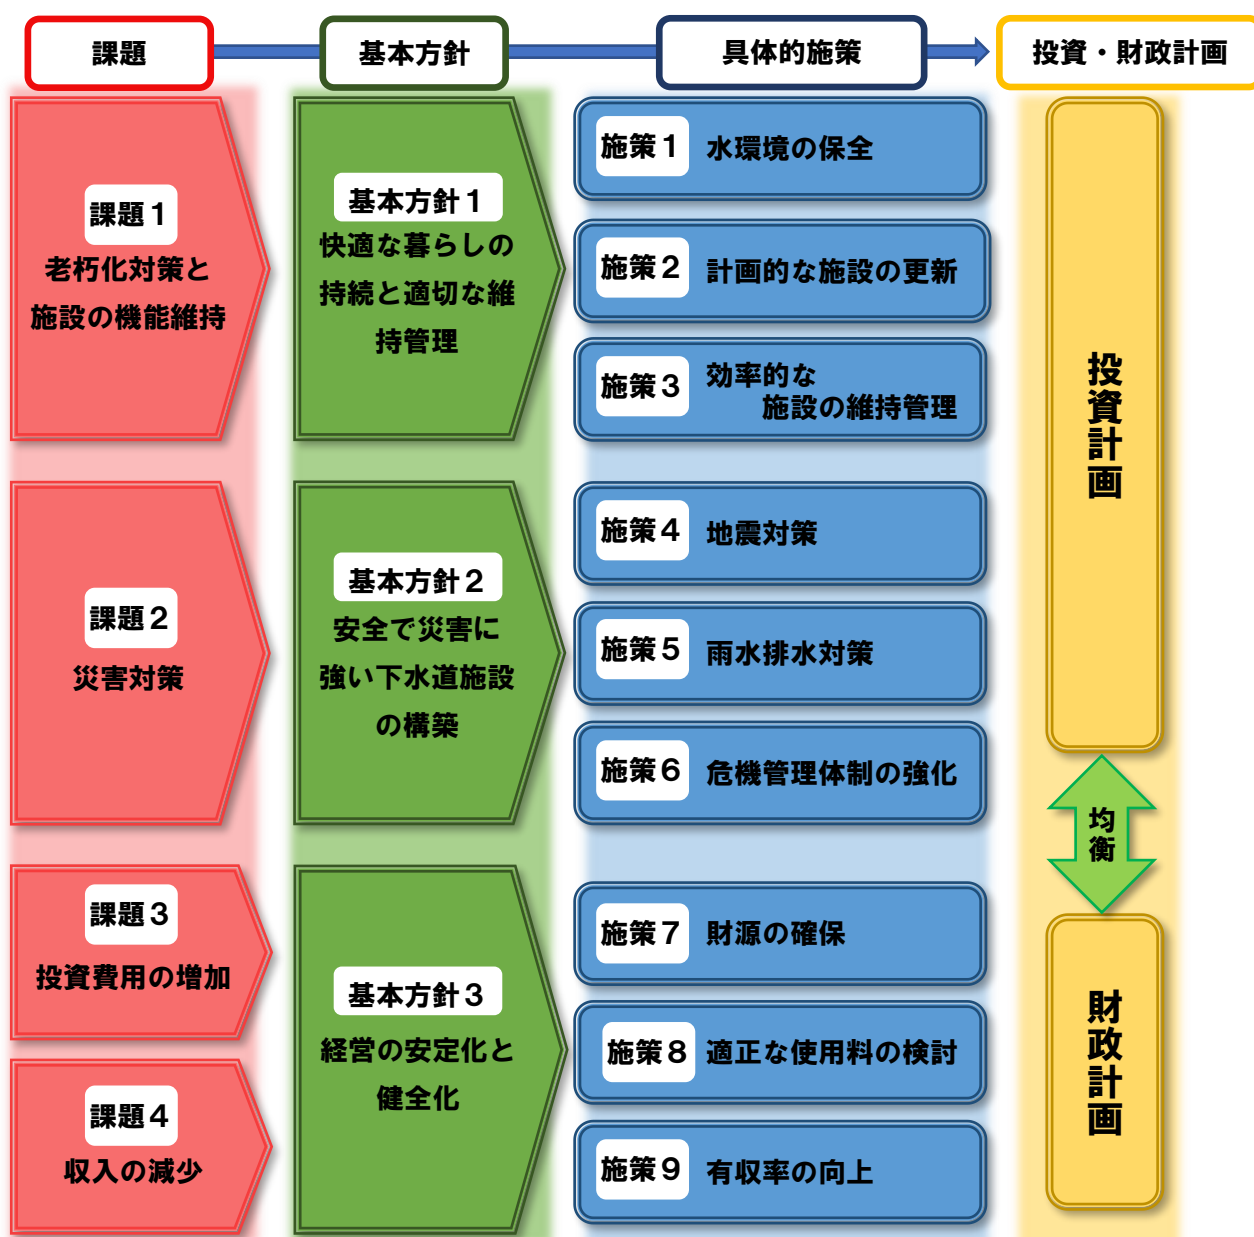 課題
基本方針
具体的施策
投資・財政計画
課題１
老朽化対策と
施設の機能維持
課題２
災害対策
課題３
投資費用の増加
課題４
収入の減少
基本方針１
快適な暮らしの
持続と適切な維
持管理
基本方針２
安全で災害に
強い下水道施設
の構築
基本方針３
経営の安定化と
健全化
施策１ 水環境の保全
施策２ 計画的な施設の更新
施策３ 効率的な
施設の維持管理
施策４ 地震対策
施策５ 雨水排水対策
施策６ 危機管理体制の強化
施策７ 財源の確保
施策８ 適正な使用料の検討
施策９ 有収率の向上
投資計画
均衡
財政計画